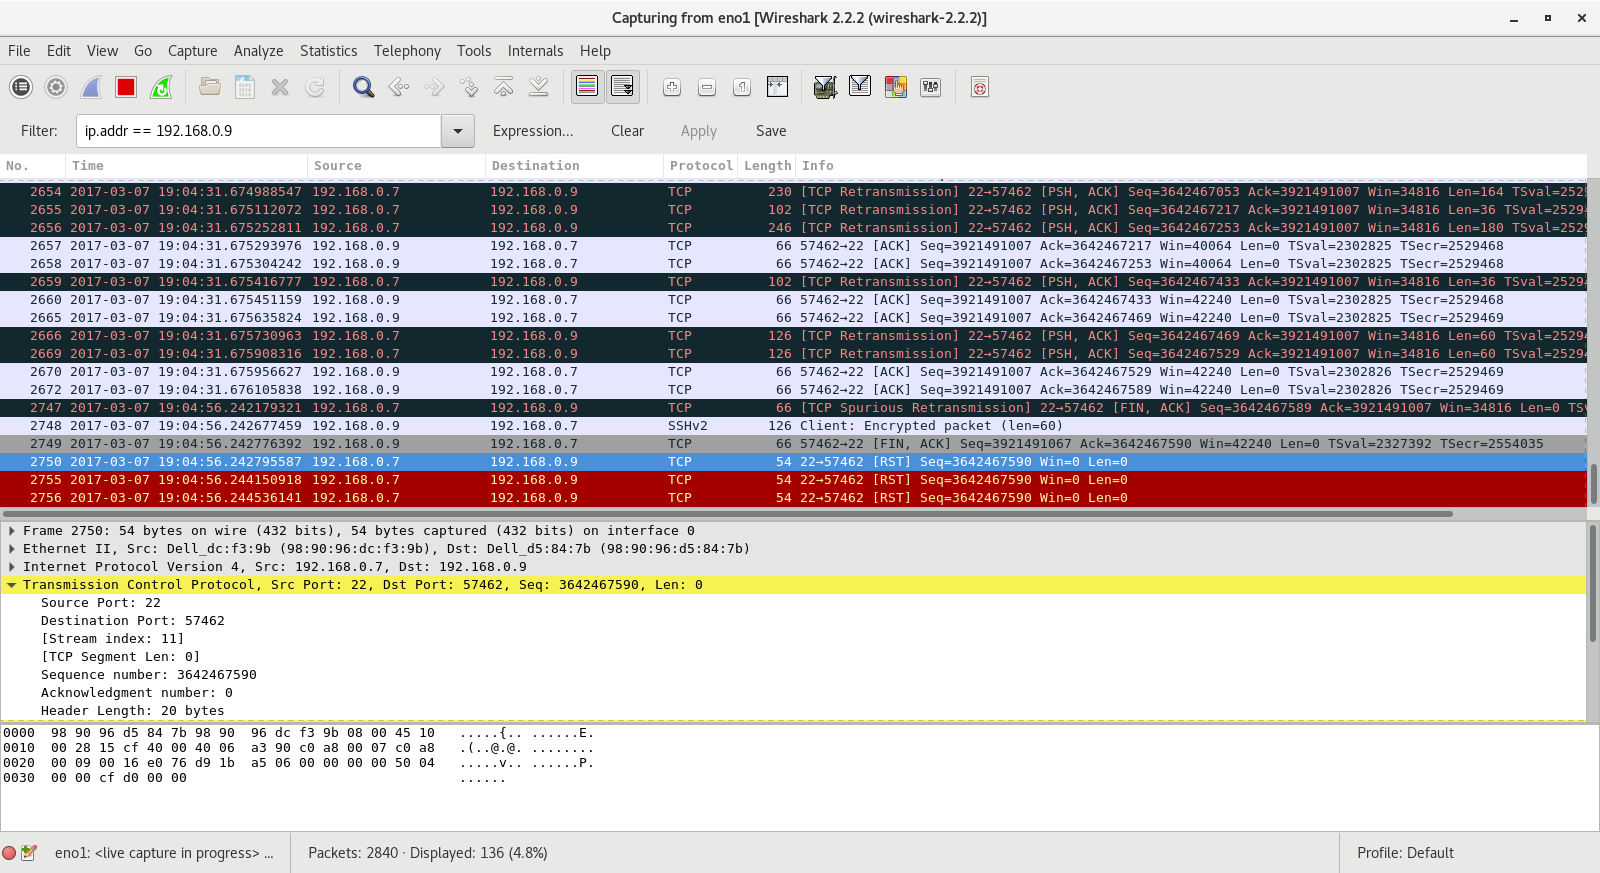 Capturing from eno1 [Wireshark 2.2.2 (wireshark-2.2.2)]
File Edit View Go Capture Analyze Statistics Telephony Tools Internals Help
Filter: ip.addr == 192.168.0.9 Expression... Clear Apply Save
No. Time Source Destination Protocol Length Info
2654 2017-03-07 19:04:31.674988547 192.168.0.7 192.168.0.9 TCP 230 [TCP Retransmission] 22→57462 [PSH, ACK] Seq=3642467053 Ack=3921491007 Win=34816 Len=164 TSval=2529
2655 2017-03-07 19:04:31.675112072 192.168.0.7 192.168.0.9 TCP 102 [TCP Retransmission] 22→57462 [PSH, ACK] Seq=3642467217 Ack=3921491007 Win=34816 Len=36 TSval=2529
2656 2017-03-07 19:04:31.675252811 192.168.0.7 192.168.0.9 TCP 246 [TCP Retransmission] 22→57462 [PSH, ACK] Seq=3642467253 Ack=3921491007 Win=34816 Len=180 TSval=2529
2657 2017-03-07 19:04:31.675293976 192.168.0.9 192.168.0.7 TCP 66 57462→22 [ACK] Seq=3921491007 Ack=3642467217 Win=40064 Len=0 TSval=2302825 TSecr=2529468
2658 2017-03-07 19:04:31.675304242 192.168.0.9 192.168.0.7 TCP 66 57462→22 [ACK] Seq=3921491007 Ack=3642467253 Win=40064 Len=0 TSval=2302825 TSecr=2529468
2659 2017-03-07 19:04:31.675416777 192.168.0.7 192.168.0.9 TCP 102 [TCP Retransmission] 22→57462 [PSH, ACK] Seq=3642467433 Ack=3921491007 Win=34816 Len=36 TSval=2529
2660 2017-03-07 19:04:31.675451159 192.168.0.9 192.168.0.7 TCP 66 57462→22 [ACK] Seq=3921491007 Ack=3642467433 Win=42240 Len=0 TSval=2302825 TSecr=2529468
2665 2017-03-07 19:04:31.675635824 192.168.0.9 192.168.0.7 TCP 66 57462→22 [ACK] Seq=3921491007 Ack=3642467469 Win=42240 Len=0 TSval=2302825 TSecr=2529469
2666 2017-03-07 19:04:31.675730963 192.168.0.7 192.168.0.9 TCP 126 [TCP Retransmission] 22→57462 [PSH, ACK] Seq=3642467469 Ack=3921491007 Win=34816 Len=60 TSval=2529
2669 2017-03-07 19:04:31.675908316 192.168.0.7 192.168.0.9 TCP 126 [TCP Retransmission] 22→57462 [PSH, ACK] Seq=3642467529 Ack=3921491007 Win=34816 Len=60 TSval=2529
2670 2017-03-07 19:04:31.675956627 192.168.0.9 192.168.0.7 TCP 66 57462→22 [ACK] Seq=3921491007 Ack=3642467529 Win=42240 Len=0 TSval=2302826 TSecr=2529469
2672 2017-03-07 19:04:31.676105838 192.168.0.9 192.168.0.7 TCP 66 57462→22 [ACK] Seq=3921491007 Ack=3642467589 Win=42240 Len=0 TSval=2302826 TSecr=2529469
2747 2017-03-07 19:04:56.242179321 192.168.0.7 192.168.0.9 TCP 66 [TCP Spurious Retransmission] 22→57462 [FIN, ACK] Seq=3642467589 Ack=3921491007 Win=34816 Len=0 TSv
2748 2017-03-07 19:04:56.242677459 192.168.0.9 192.168.0.7 SSHv2 126 Client: Encrypted packet (len=60)
2749 2017-03-07 19:04:56.242776392 192.168.0.9 192.168.0.7 TCP 66 57462→22 [FIN, ACK] Seq=3921491067 Ack=3642467590 Win=42240 Len=0 TSval=2327392 TSecr=2554035
2750 2017-03-07 19:04:56.242795587 192.168.0.7 192.168.0.9 TCP 54 22→57462 [RST] Seq=3642467590 Win=0 Len=0
2755 2017-03-07 19:04:56.244150918 192.168.0.7 192.168.0.9 TCP 54 22→57462 [RST] Seq=3642467590 Win=0 Len=0
2756 2017-03-07 19:04:56.244536141 192.168.0.7 192.168.0.9 TCP 54 22→57462 [RST] Seq=3642467590 Win=0 Len=0
Frame 2750: 54 bytes on wire (432 bits), 54 bytes captured (432 bits) on interface 0
Ethernet II, Src: Dell_dc:f3:9b (98:90:96:dc:f3:9b), Dst: Dell_d5:84:7b (98:90:96:d5:84:7b)
Internet Protocol Version 4, Src: 192.168.0.7, Dst: 192.168.0.9
Transmission Control Protocol, Src Port: 22, Dst Port: 57462, Seq: 3642467590, Len: 0
Source Port: 22
Destination Port: 57462
[Stream index: 11]
[TCP Segment Len: 0]
Sequence number: 3642467590
Acknowledgment number: 0
Header Length: 20 bytes
0000 98 90 96 d5 84 7b 98 90 96 dc f3 9b 08 00 45 10 .....{.. ......E.
0010 00 28 15 cf 40 00 40 06 a3 90 c0 a8 00 07 c0 a8 .(..@.@. ........
0020 00 09 00 16 e0 76 d9 1b a5 06 00 00 00 00 50 04 .....v.. ......P.
0030 00 00 cf d0 00 00 ......
eno1: <live capture in progress> ... Packets: 2840 · Displayed: 136 (4.8%) Profile: Default